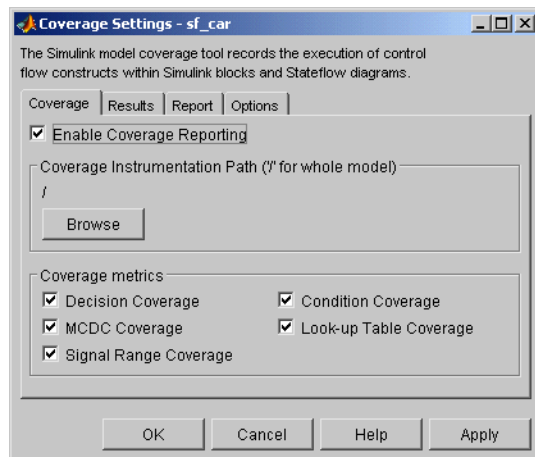 Coverage Settings - sf_car
The Simulink model coverage tool records the execution of control
flow constructs within Simulink blocks and Stateflow diagrams.
Coverage Results Report Options
Enable Coverage Reporting
Coverage Instrumentation Path ('/' for whole model)
/
Browse
Coverage metrics
Decision Coverage Condition Coverage
MCDC Coverage Look-up Table Coverage
Signal Range Coverage
OK Cancel Help Apply